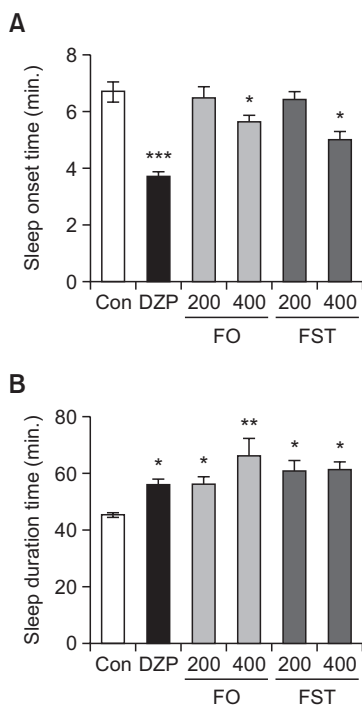 A
Sleep onset time (min.)
8
6
4
2
0
***
*
*
Con DZP 200 400 200 400
FO FST
B
Sleep duration time (min.)
80
60
40
20
0
*
*
**
*
*
Con DZP 200 400 200 400
FO FST